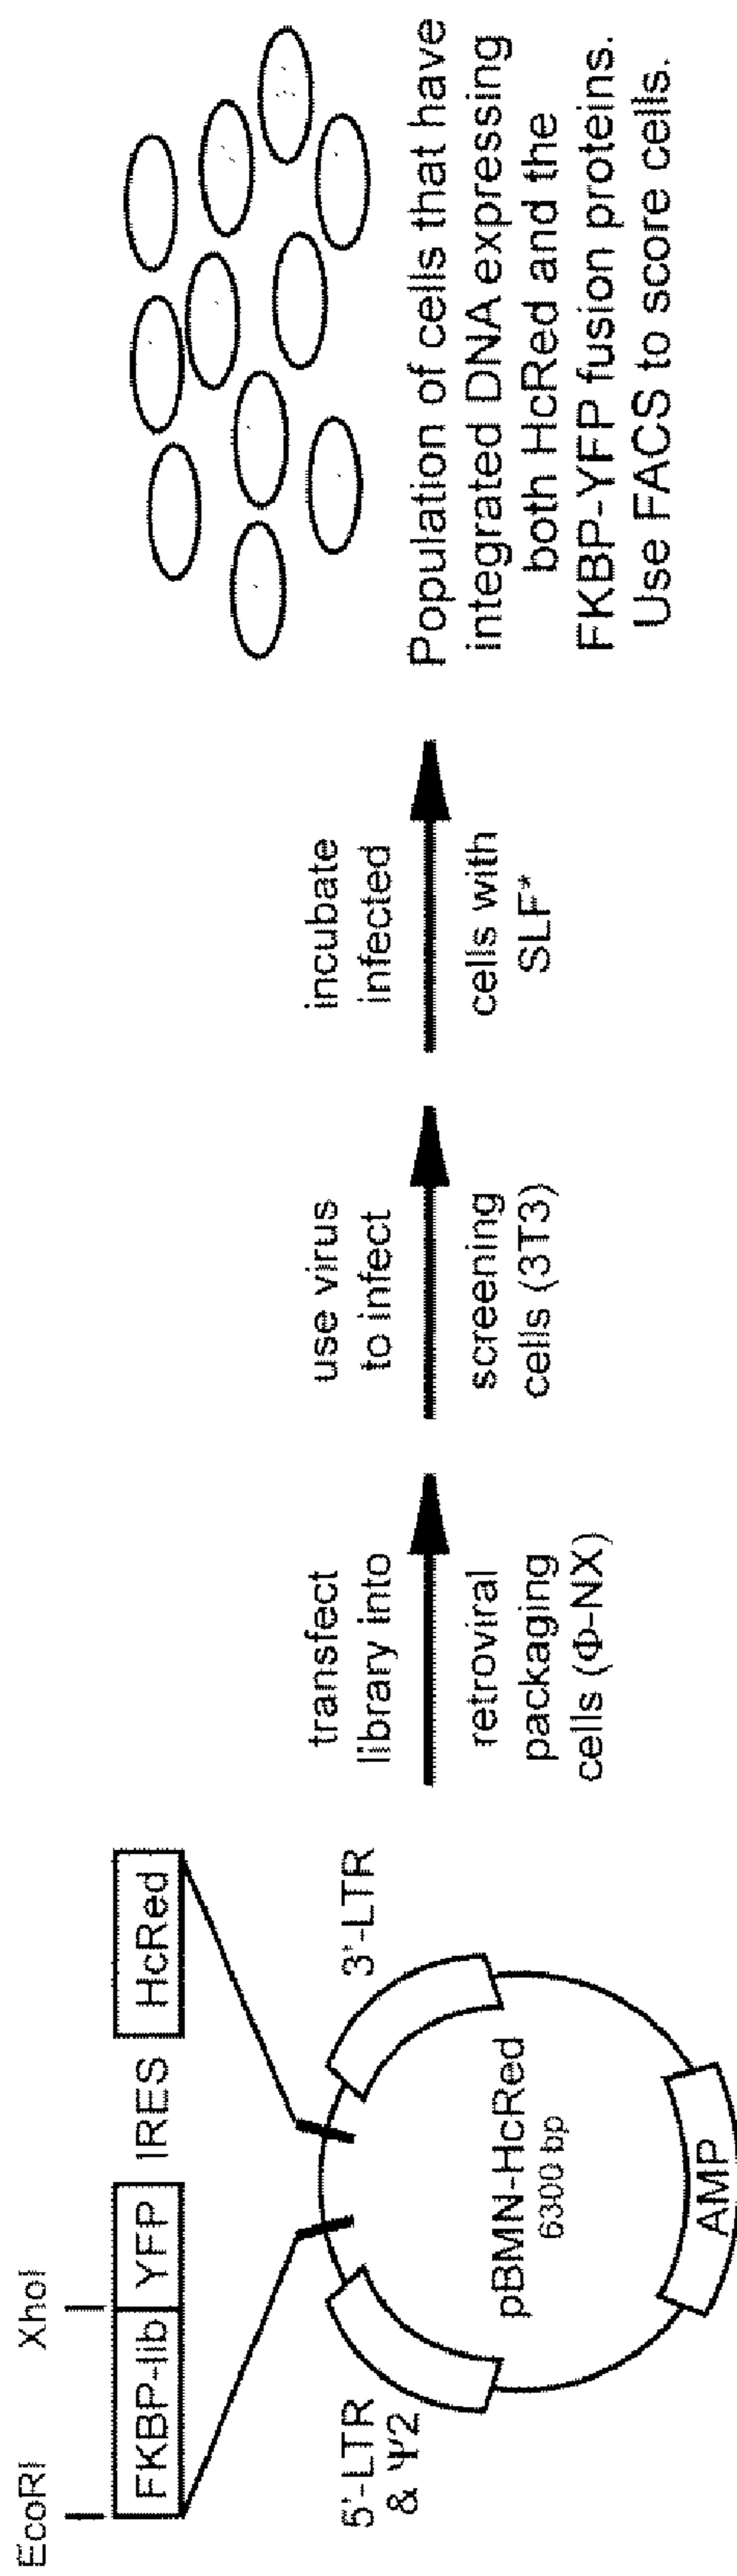 EcoRI
XhoI
FKBP-lib
YFP
IRES
HcRed
5'-LTR
& Ψ2
3'-LTR
pBMN-HcRed
6300 bp
AMP
transfect
library into
retroviral
packaging
cells (Φ-NX)
use virus
to infect
screening
cells (3T3)
incubate
infected
cells with
SLF*
Population of cells that have
integrated DNA expressing
both HcRed and the
FKBP-YFP fusion proteins.
Use FACS to score cells.